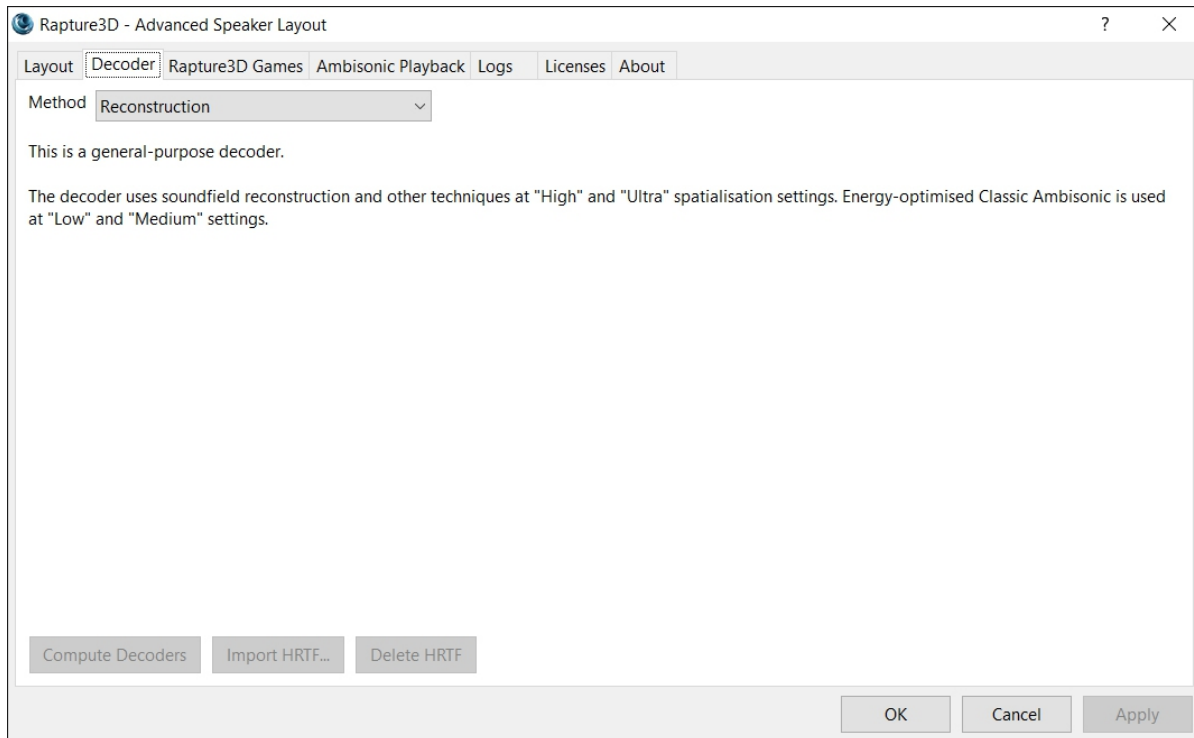 Rapture3D - Advanced Speaker Layout
?
Layout Decoder Rapture3D Games Ambisonic Playback Logs Licenses About
Method Reconstruction
This is a general-purpose decoder.
The decoder uses soundfield reconstruction and other techniques at "High" and "Ultra" spatialisation settings. Energy-optimised Classic Ambisonic is used
at "Low" and "Medium" settings.
Compute Decoders Import HRTF... Delete HRTF
OK Cancel Apply